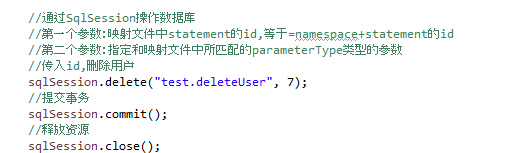 //通过SqlSession操作数据库
//第一个参数:映射文件中statement的id,等于=namespace+statement的id
//第二个参数:指定和映射文件中所匹配的parameterType类型的参数
//传入id,删除用户
sqlSession.delete("test.deleteUser", 7);
//提交事务
sqlSession.commit();
//释放资源
sqlSession.close();